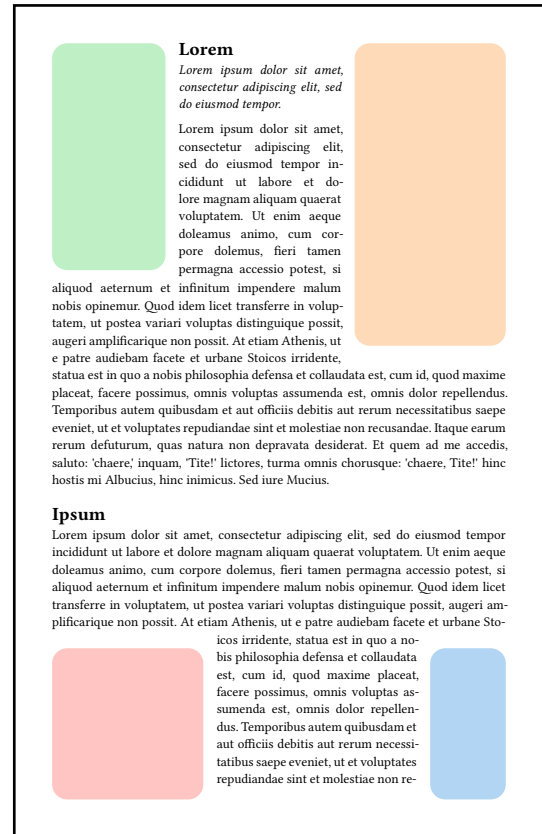 Lorem
Lorem ipsum dolor sit amet,
consectetur adipiscing elit, sed
do eiusmod tempor.
Lorem ipsum dolor sit amet,
consectetur adipiscing elit,
sed do eiusmod tempor in-
cididunt ut labore et do-
lore magnam aliquam quaerat
voluptatem. Ut enim aeque
doleamus animo, cum cor-
pore dolemus, fieri tamen
permagna accessio potest, si
aliquod aeternum et infinitum impendere malum
nobis opinemur. Quod idem licet transferre in volup-
tatem, ut postea variari voluptas distinguique possit,
augeri amplificarique non possit. At etiam Athenis, ut
e patre audiebam facete et urbane Stoicos irridente,
statua est in quo a nobis philosophia defensa et collaudata est, cum id, quod maxime
placeat, facere possimus, omnis voluptas assumenda est, omnis dolor repellendus.
Temporibus autem quibusdam et aut officiis debitis aut rerum necessitatibus saepe
eveniet, ut et voluptates repudiandae sint et molestiae non recusandae. Itaque earum
rerum defuturum, quas natura non depravata desiderat. Et quem ad me accedis,
saluto: 'chaere,' inquam, 'Tite!' lictores, turma omnis chorusque: 'chaere, Tite!' hinc
hostis mi Albucius, hinc inimicus. Sed iure Mucius.
Ipsum
Lorem ipsum dolor sit amet, consectetur adipiscing elit, sed do eiusmod tempor
incididunt ut labore et dolore magnam aliquam quaerat voluptatem. Ut enim aeque
doleamus animo, cum corpore dolemus, fieri tamen permagna accessio potest, si
aliquod aeternum et infinitum impendere malum nobis opinemur. Quod idem licet
transferre in voluptatem, ut postea variari voluptas distinguique possit, augeri am-
plificarique non possit. At etiam Athenis, ut e patre audiebam facete et urbane Sto-
icos irridente, statua est in quo a no-
bis philosophia defensa et collaudata
est, cum id, quod maxime placeat,
facere possimus, omnis voluptas as-
sumenda est, omnis dolor repellen-
dus. Temporibus autem quibusdam et
aut officiis debitis aut rerum necessi-
tatibus saepe eveniet, ut et voluptates
repudiandae sint et molestiae non re-